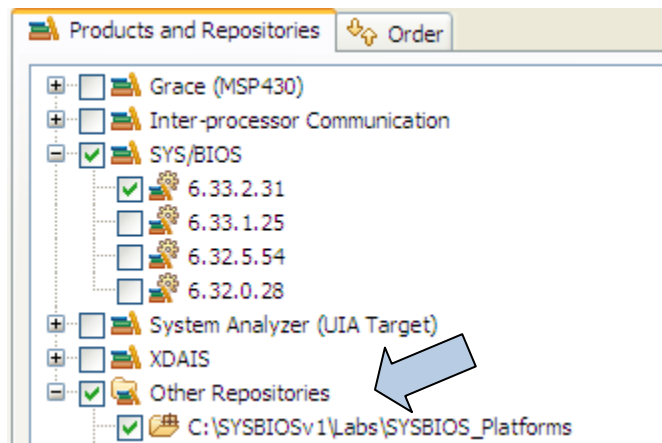 Products and Repositories
Order
Grace (MSP430)
Inter-processor Communication
SYS/BIOS
6.33.2.31
6.33.1.25
6.32.5.54
6.32.0.28
System Analyzer (UIA Target)
XDAIS
Other Repositories
C:\SYSBIOSv1\Labs\SYSBIOS_Platforms